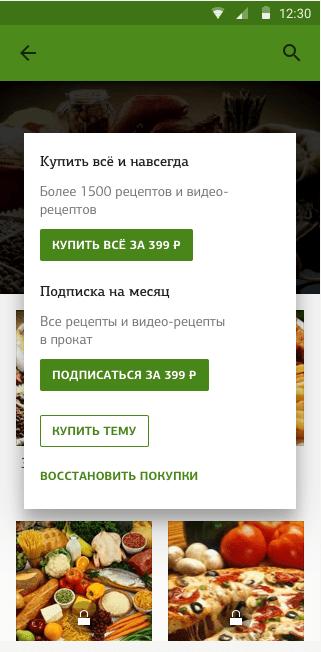 12:30
Купить всё и навсегда
Более 1500 рецептов и видео-
рецептов
КУПИТЬ ВСЁ ЗА 399 Р
Подписка на месяц
Все рецепты и видео-рецепты
в прокат
ПОДПИСАТЬСЯ ЗА 399 Р
КУПИТЬ ТЕМУ
ВОССТАНОВИТЬ ПОКУПКИ